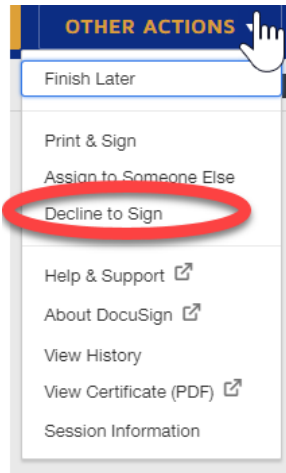 OTHER ACTIONS
Finish Later
Print & Sign
Assign to Someone Else
Decline to Sign
Help & Support
About DocuSign
View History
View Certificate (PDF)
Session Information